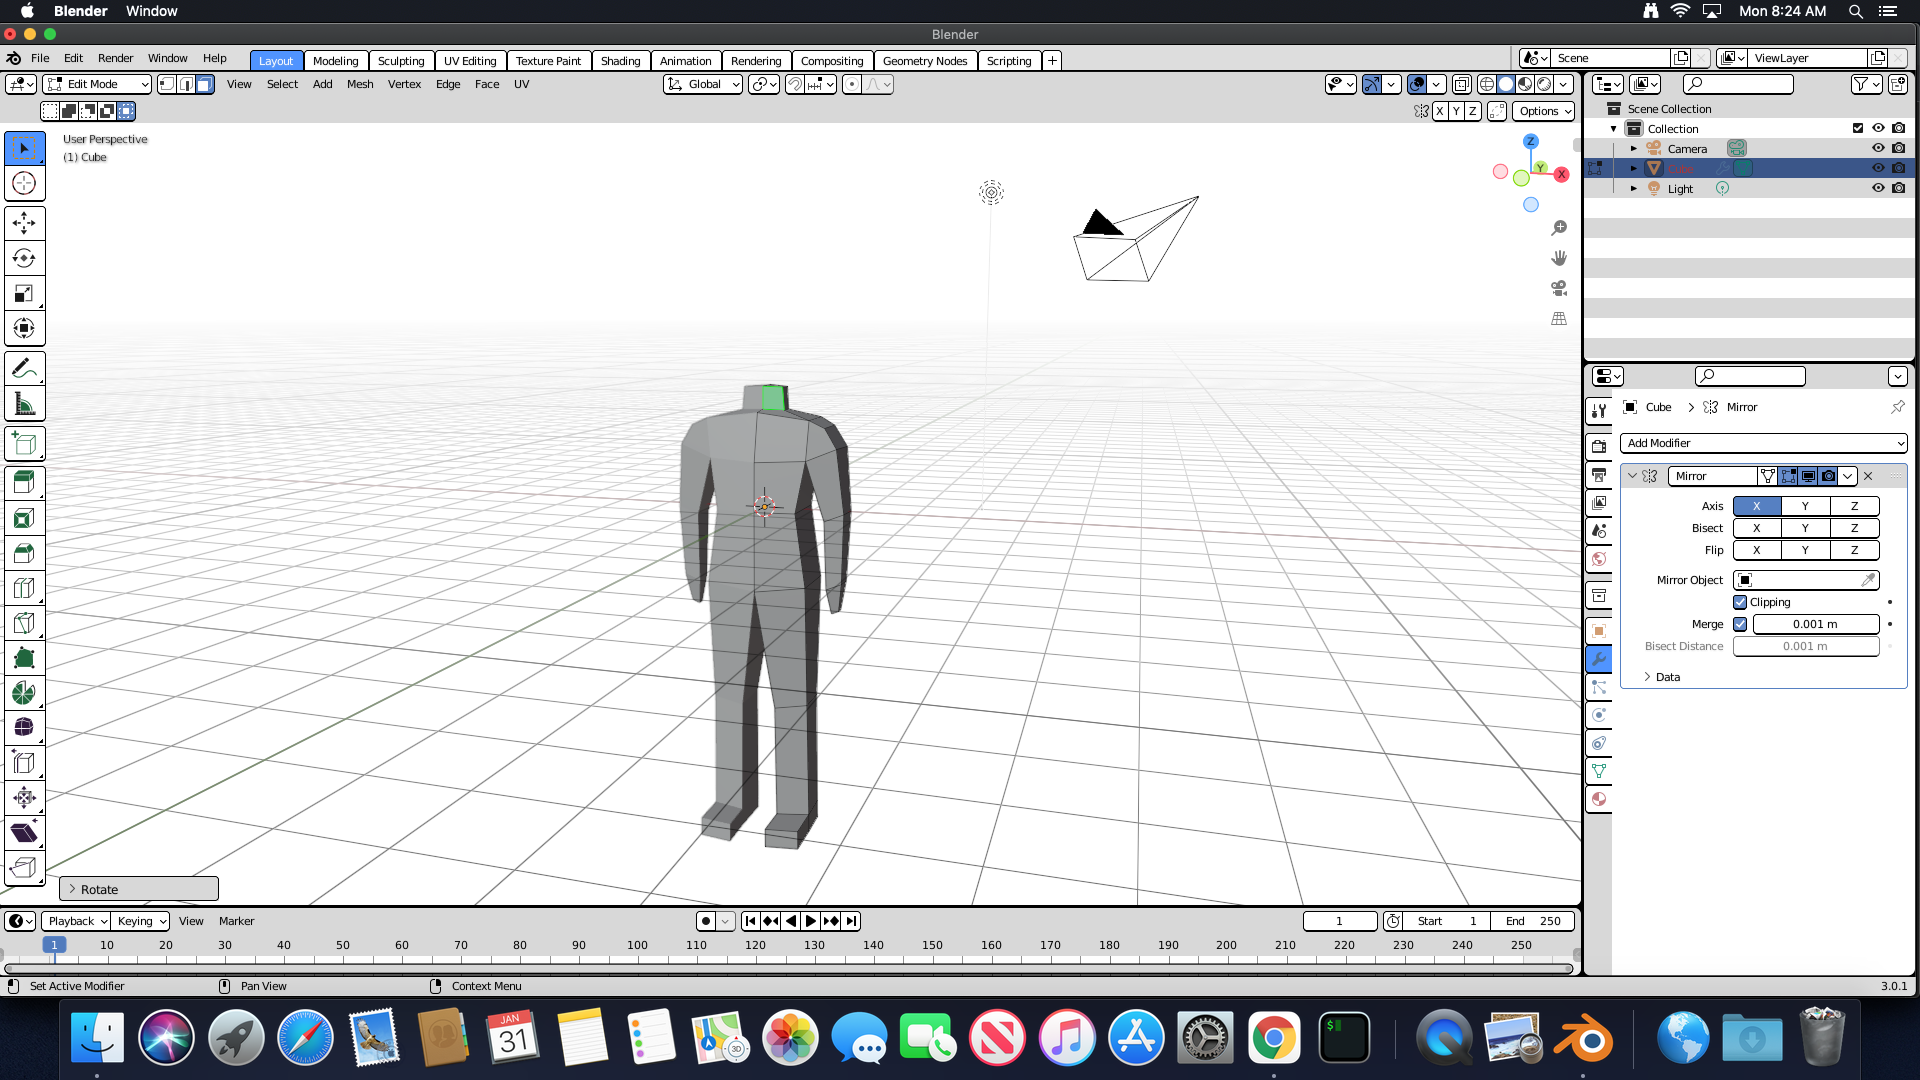 Blender Window Mon 8:24 AM
Blender
File Edit Render Window Help Layout Modeling Sculpting UV Editing Texture Paint Shading Animation Rendering Compositing Geometry Nodes Scripting + Scene ViewLayer
Edit Mode View Select Add Mesh Vertex Edge Face UV Global
X Y Z Options
User Perspective
(1) Cube
Z
Y
X
Scene Collection
Collection
Camera
Cube
Light
Cube > Mirror
Add Modifier
Mirror
Axis X Y Z
Bisect X Y Z
Flip X Y Z
Mirror Object
Clipping
Merge 0.001 m
Bisect Distance 0.001 m
> Data
> Rotate
Playback Keying View Marker 1 Start 1 End 250
1 10 20 30 40 50 60 70 80 90 100 110 120 130 140 150 160 170 180 190 200 210 220 230 240 250
Set Active Modifier Pan View Context Menu 3.0.1
JAN
31
3D
$